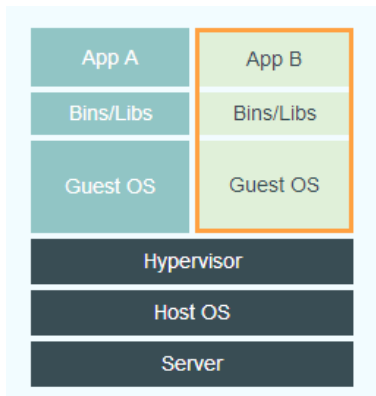 App A App B
Bins/Libs Bins/Libs
Guest OS Guest OS
Hypervisor
Host OS
Server